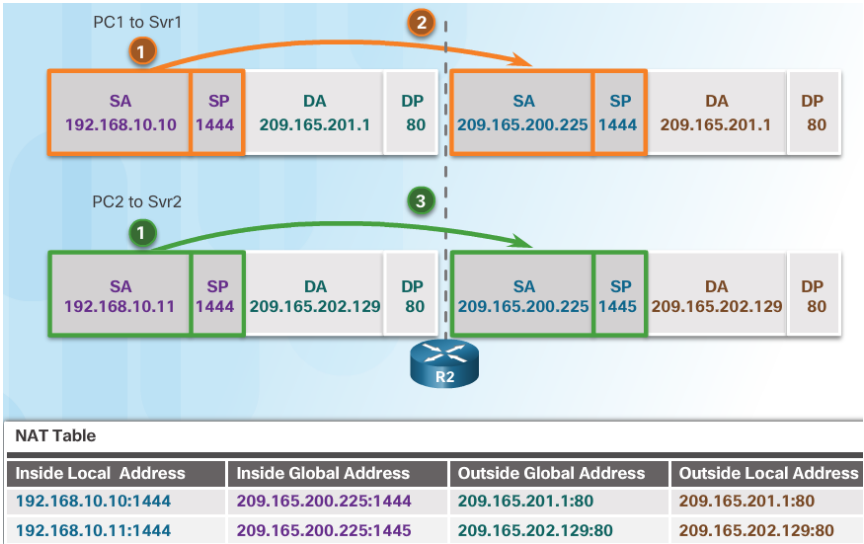 PC1 to Svr1
1
2
SA SP DA DP SA SP DA DP
192.168.10.10 1444 209.165.201.1 80 209.165.200.225 1444 209.165.201.1 80
PC2 to Svr2
1
3
SA SP DA DP SA SP DA DP
192.168.10.11 1444 209.165.202.129 80 209.165.200.225 1445 209.165.202.129 80
R2
NAT Table
Inside Local Address Inside Global Address Outside Global Address Outside Local Address
192.168.10.10:1444 209.165.200.225:1444 209.165.201.1:80 209.165.201.1:80
192.168.10.11:1444 209.165.200.225:1445 209.165.202.129:80 209.165.202.129:80